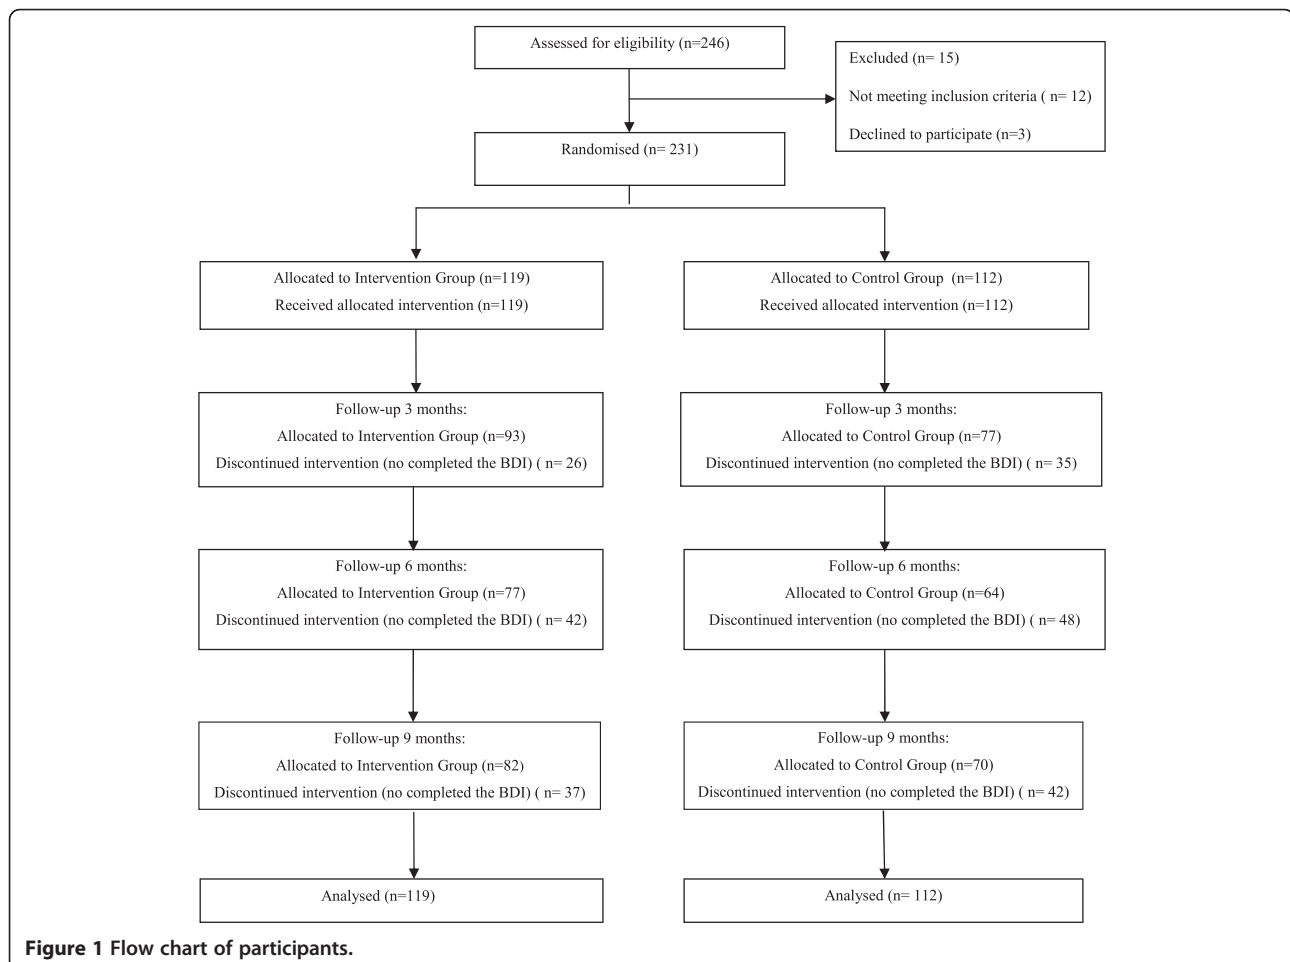 Assessed for eligibility (n=246)
Excluded (n= 15)
Not meeting inclusion criteria ( n= 12)
Declined to participate (n=3)
Randomised (n= 231)
Allocated to Intervention Group (n=119)
Received allocated intervention (n=119)
Allocated to Control Group (n=112)
Received allocated intervention (n=112)
Follow-up 3 months:
Allocated to Intervention Group (n=93)
Discontinued intervention (no completed the BDI) ( n= 26)
Follow-up 3 months:
Allocated to Control Group (n=77)
Discontinued intervention (no completed the BDI) ( n= 35)
Follow-up 6 months:
Allocated to Intervention Group (n=77)
Discontinued intervention (no completed the BDI) ( n= 42)
Follow-up 6 months:
Allocated to Control Group (n=64)
Discontinued intervention (no completed the BDI) ( n= 48)
Follow-up 9 months:
Allocated to Intervention Group (n=82)
Discontinued intervention (no completed the BDI) ( n= 37)
Follow-up 9 months:
Allocated to Control Group (n=70)
Discontinued intervention (no completed the BDI) ( n= 42)
Analysed (n=119)
Analysed (n= 112)
Figure 1 Flow chart of participants.